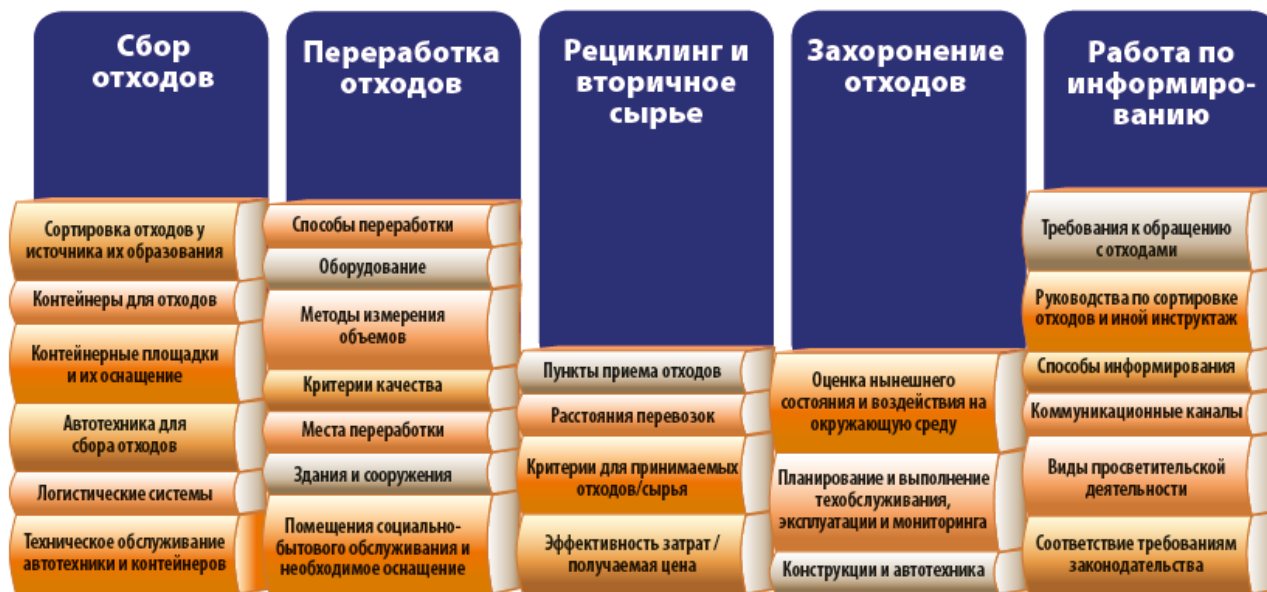 Сбор
отходов
Сортировка отходов у
источника их образования
Контейнеры для отходов
Контейнерные площадки
и их оснащение
Автотехника для
сбора отходов
Логистические системы
Техническое обслуживание
автотехники и контейнеров
Переработка
отходов
Способы переработки
Оборудование
Методы измерения
объемов
Критерии качества
Места переработки
Здания и сооружения
Помещения социально-
бытового обслуживания и
необходимое оснащение
Рециклинг и
вторичное
сырье
Пункты приема отходов
Расстояния перевозок
Критерии для принимаемых
отходов/сырья
Эффективность затрат /
получаемая цена
Захоронение
отходов
Оценка нынешнего
состояния и воздействия на
окружающую среду
Планирование и выполнение
техобслуживания,
эксплуатации и мониторинга
Конструкции и автотехника
Работа по
информиро-
ванию
Требования к обращению
с отходами
Руководства по сортировке
отходов и иной инструктаж
Способы информирования
Коммуникационные каналы
Виды просветительской
деятельности
Соответствие требованиям
законодательства